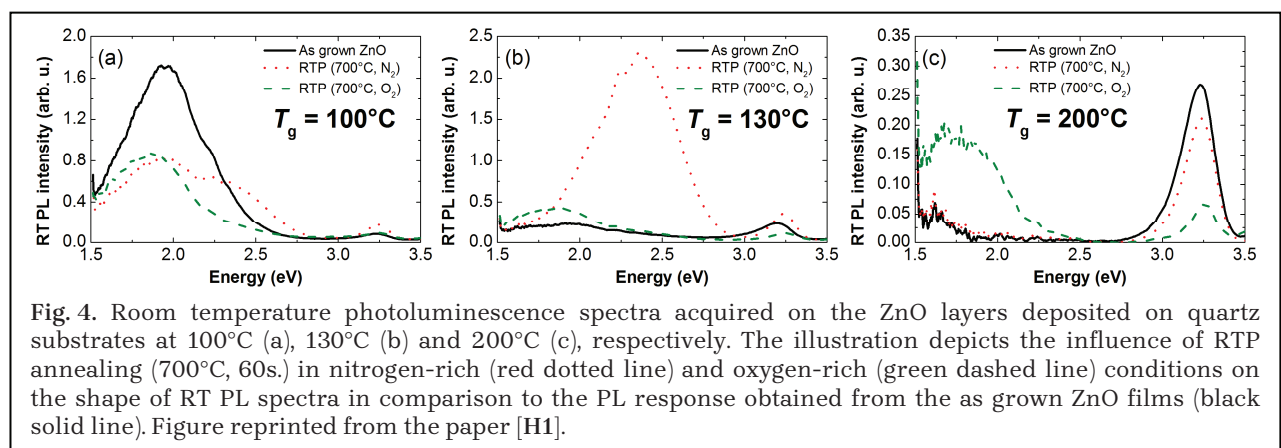 2.0
1.6
1.2
0.8
0.4
0.0
1.5 2.0 2.5 3.0 3.5
RT PL intensity (arb. u.)
Energy (eV)
(a)
As grown ZnO
RTP (700°C, N2)
RTP (700°C, O2)
Tg = 100°C
2.5
2.0
1.5
1.0
0.5
0.0
1.5 2.0 2.5 3.0 3.5
RT PL intensity (arb. u.)
Energy (eV)
(b)
As grown ZnO
RTP (700°C, N2)
RTP (700°C, O2)
Tg = 130°C
0.35
0.30
0.25
0.20
0.15
0.10
0.05
0.00
1.5 2.0 2.5 3.0 3.5
RT PL intensity (arb. u.)
Energy (eV)
(c)
As grown ZnO
RTP (700°C, N2)
RTP (700°C, O2)
Tg = 200°C
Fig. 4. Room temperature photoluminescence spectra acquired on the ZnO layers deposited on quartz
substrates at 100°C (a), 130°C (b) and 200°C (c), respectively. The illustration depicts the influence of RTP
annealing (700°C, 60s.) in nitrogen-rich (red dotted line) and oxygen-rich (green dashed line) conditions on
the shape of RT PL spectra in comparison to the PL response obtained from the as grown ZnO films (black
solid line). Figure reprinted from the paper [H1].